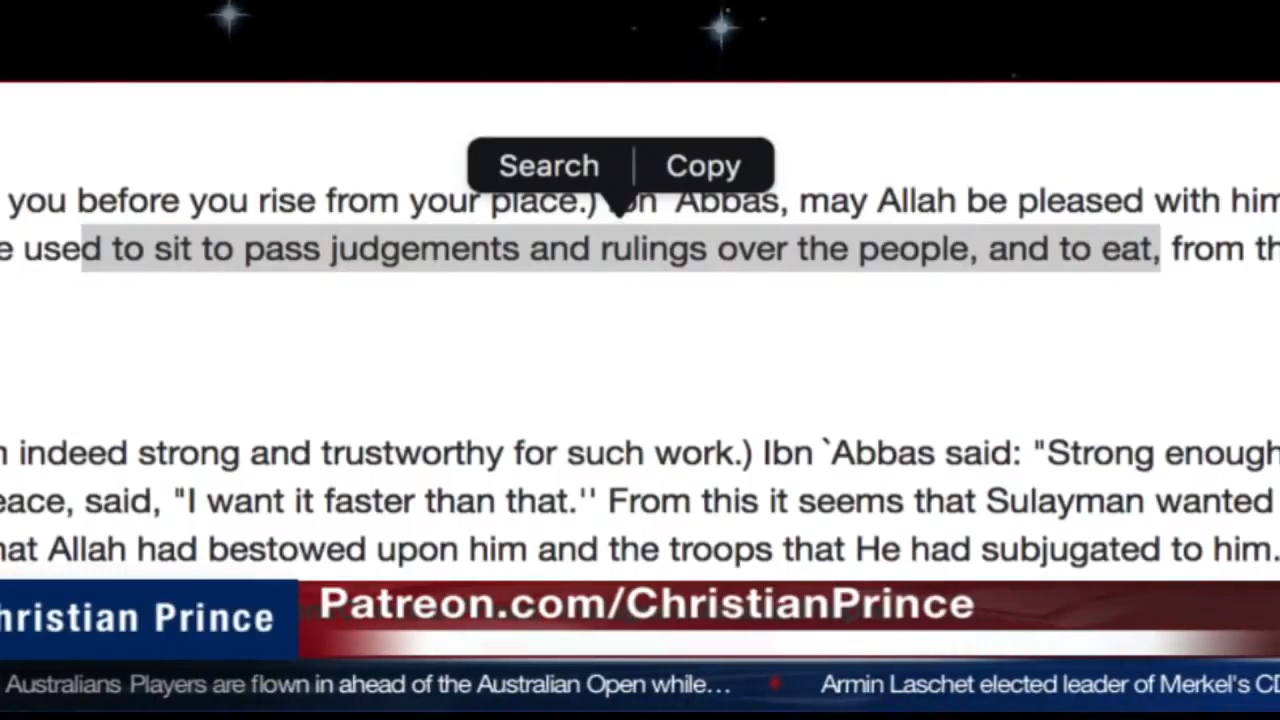 Search Copy
you before you rise from your place.) Ibn `Abbas, may Allah be pleased with him
e used to sit to pass judgements and rulings over the people, and to eat, from th
n indeed strong and trustworthy for such work.) Ibn `Abbas said: "Strong enough
eace, said, "I want it faster than that.'' From this it seems that Sulayman wanted
hat Allah had bestowed upon him and the troops that He had subjugated to him.
hristian Prince
Patreon.com/ChristianPrince
Australians Players are flown in ahead of the Australian Open while… Armin Laschet elected leader of Merkel's CD